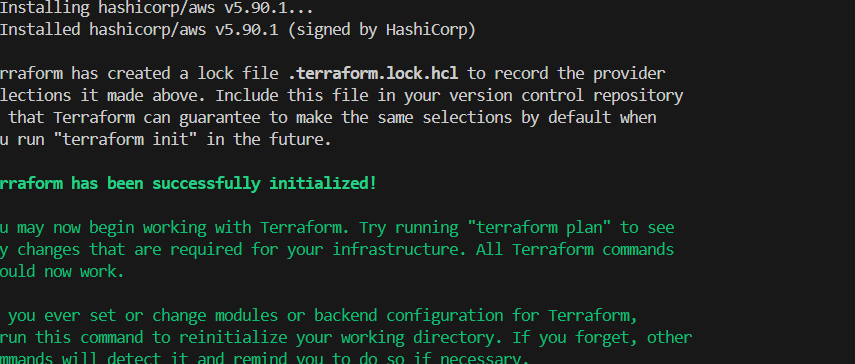 Installing hashicorp/aws v5.90.1...
Installed hashicorp/aws v5.90.1 (signed by HashiCorp)
rraform has created a lock file .terraform.lock.hcl to record the provider
lections it made above. Include this file in your version control repository
that Terraform can guarantee to make the same selections by default when
u run "terraform init" in the future.
rraform has been successfully initialized!
u may now begin working with Terraform. Try running "terraform plan" to see
y changes that are required for your infrastructure. All Terraform commands
ould now work.
you ever set or change modules or backend configuration for Terraform,
run this command to reinitialize your working directory. If you forget, other
mmands will detect it and remind you to do so if necessary.